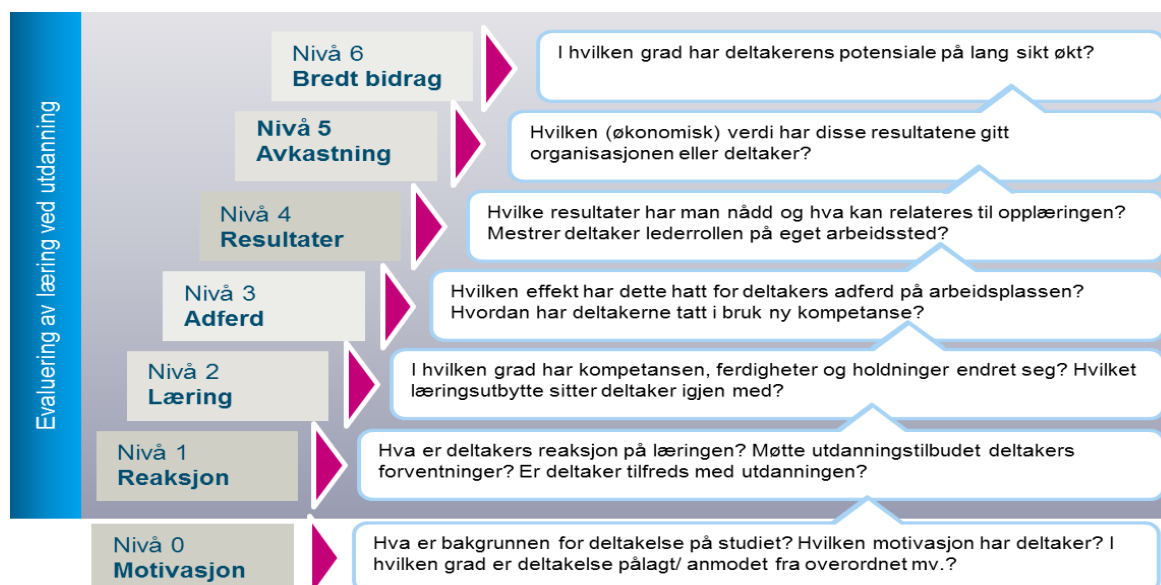 Evaluering av læring ved utdanning
Nivå 6
Bredt bidrag
I hvilken grad har deltakerens potensiale på lang sikt økt?
Nivå 5
Avkastning
Hvilken (økonomisk) verdi har disse resultatene gitt
organisasjonen eller deltaker?
Nivå 4
Resultater
Hvilke resultater har man nådd og hva kan relateres til opplæringen?
Mestrer deltaker lederrollen på eget arbeidssted?
Nivå 3
Adferd
Hvilken effekt har dette hatt for deltakers adferd på arbeidsplassen?
Hvordan har deltakerne tatt i bruk ny kompetanse?
Nivå 2
Læring
I hvilken grad har kompetansen, ferdigheter og holdninger endret seg? Hvilket
læringsutbytte sitter deltaker igjen med?
Nivå 1
Reaksjon
Hva er deltakers reaksjon på læringen? Møtte utdanningstilbudet deltakers
forventninger? Er deltaker tilfreds med utdanningen?
Nivå 0
Motivasjon
Hva er bakgrunnen for deltakelse på studiet? Hvilken motivasjon har deltaker? I
hvilken grad er deltakelse pålagt/ anmodet fra overordnet mv.?